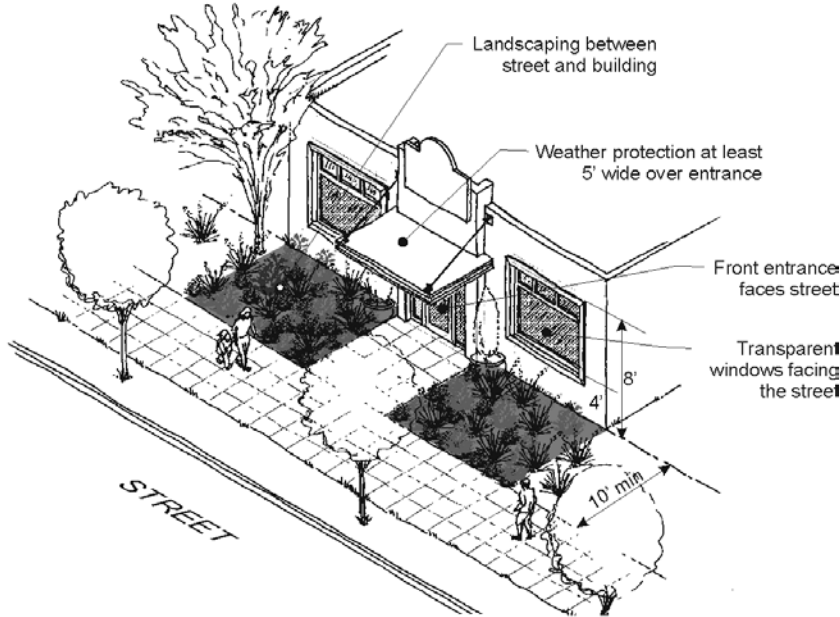 Landscaping between
street and building
Weather protection at least
5' wide over entrance
Front entrance
faces street
Transparent
windows facing
the street
8'
4'
10' min
STREET